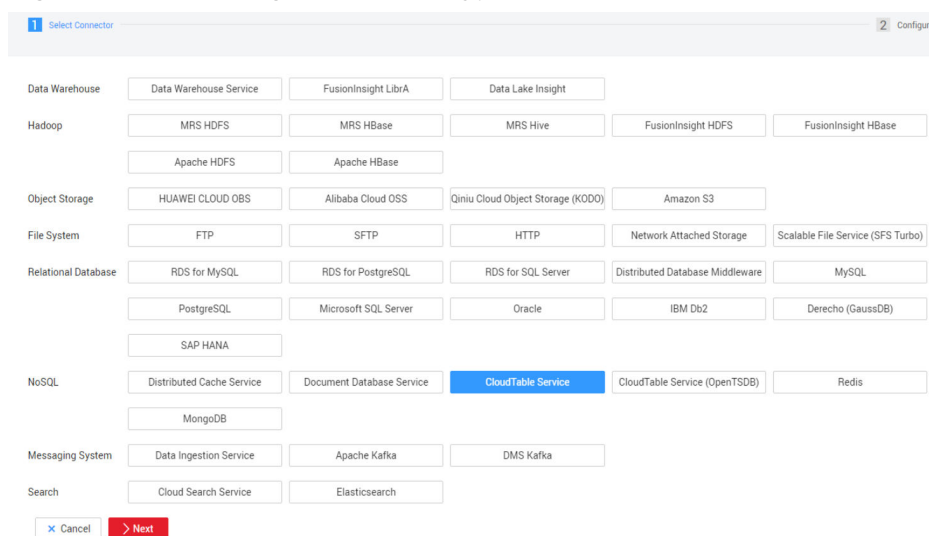 1 Select Connector 2 Configur
Data Warehouse Data Warehouse Service FusionInsight LibrA Data Lake Insight
Hadoop MRS HDFS MRS HBase MRS Hive FusionInsight HDFS FusionInsight HBase
Apache HDFS Apache HBase
Object Storage HUAWEI CLOUD OBS Alibaba Cloud OSS Qiniu Cloud Object Storage (KODO) Amazon S3
File System FTP SFTP HTTP Network Attached Storage Scalable File Service (SFS Turbo)
Relational Database RDS for MySQL RDS for PostgreSQL RDS for SQL Server Distributed Database Middleware MySQL
PostgreSQL Microsoft SQL Server Oracle IBM Db2 Derecho (GaussDB)
SAP HANA
NoSQL Distributed Cache Service Document Database Service CloudTable Service CloudTable Service (OpenTSDB) Redis
MongoDB
Messaging System Data Ingestion Service Apache Kafka DMS Kafka
Search Cloud Search Service Elasticsearch
× Cancel > Next